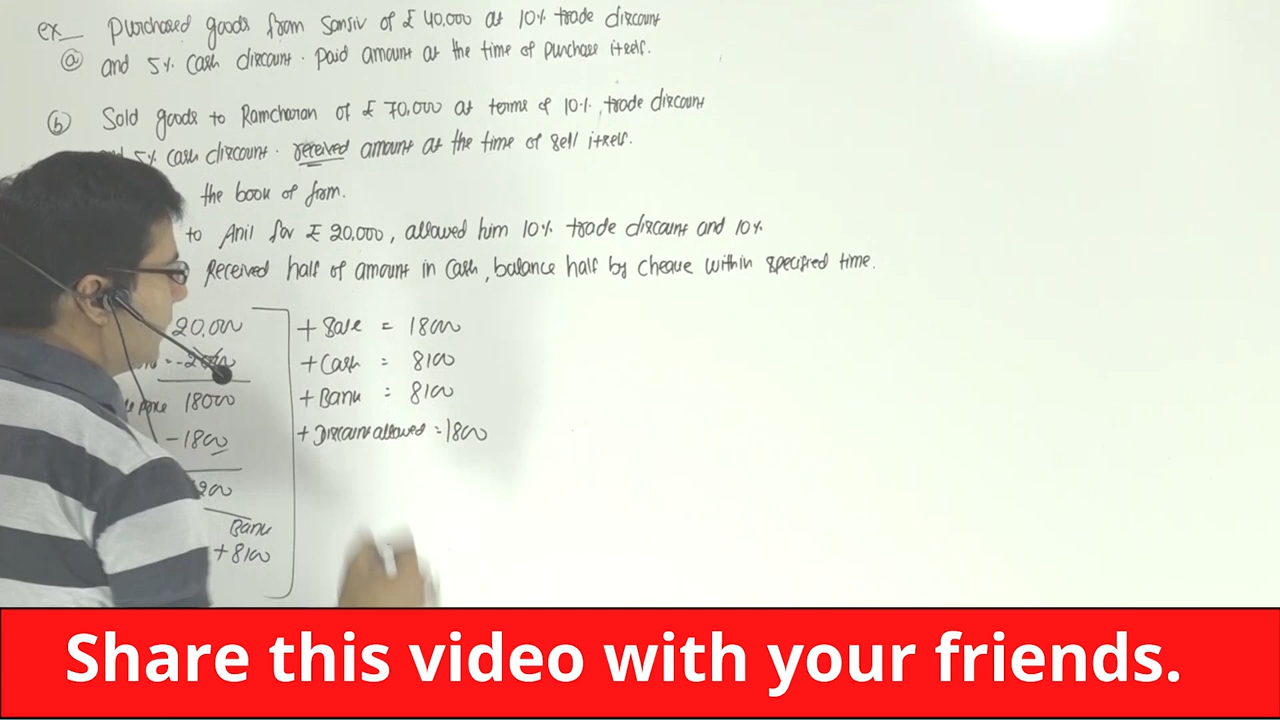 ex purchased goods from Sansiv of ₹ 40,000 at 10% trade discount
(a) and 5% cash discount. Paid amount at the time of purchase itself.
(b) Sold goods to Ramcharan of ₹ 70,000 at terms of 10% trade discount
5% cash discount. received amount at the time of sell itself.
the book of
to Anil for ₹ 20,000, allowed him 10% trade discount and 10%
Received half of amount in cash, balance half by cheque within specified time.
20,000 + Sale = 18000
+ Cash = 8100
18000 + Bank = 8100
-1800 + Discount allowed = 1800
200
Bank
+8100
Share this video with your friends.